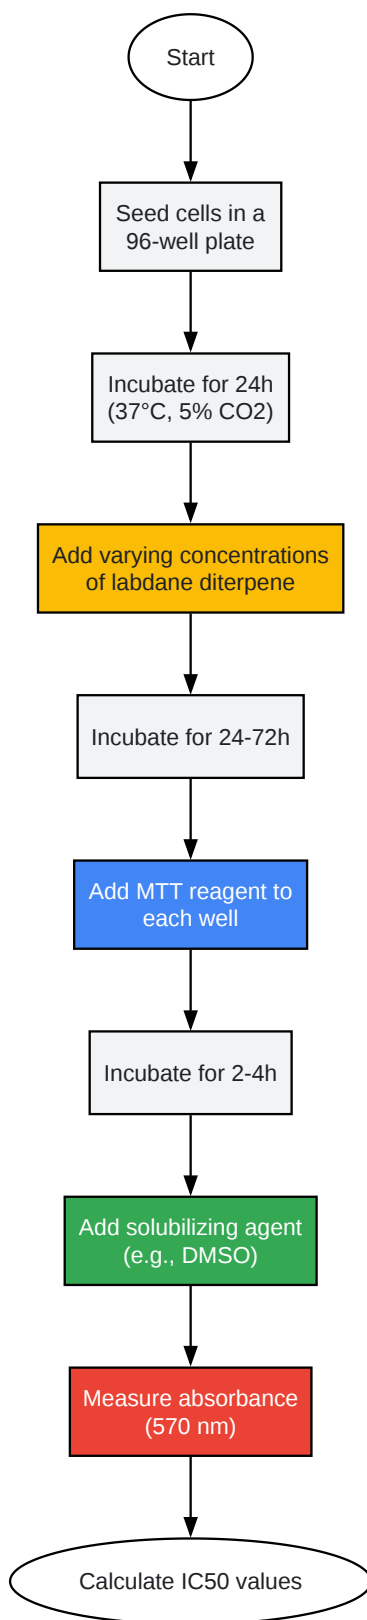 Start
Seed cells in a
96-well plate
Incubate for 24h
(37°C, 5% CO2)
Add varying concentrations
of labdane diterpene
Incubate for 24-72h
Add MTT reagent to
each well
Incubate for 2-4h
Add solubilizing agent
(e.g., DMSO)
Measure absorbance
(570 nm)
Calculate IC50 values